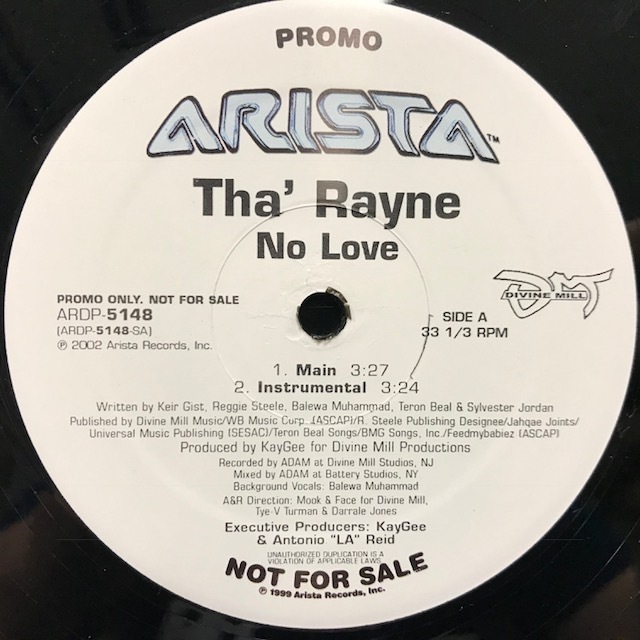 PROMO
ARISTA™
Tha' Rayne
No Love
PROMO ONLY. NOT FOR SALE
ARDP-5148
(ARDP-5148-SA)
℗ 2002 Arista Records, Inc.
DIVINE MILL
SIDE A
33 1/3 RPM
1. Main 3:27
2. Instrumental 3:24
Written by Keir Gist, Reggie Steele, Balewa Muhammad, Teron Beal & Sylvester Jordan
Published by Divine Mill Music/WB Music Corp. (ASCAP)/R. Steele Publishing Designee/Jahqae Joints/
Universal Music Publishing (SESAC)/Teron Beal Songs/BMG Songs, Inc./Feedmybabiez (ASCAP)
Produced by KayGee for Divine Mill Productions
Recorded by ADAM at Divine Mill Studios, NJ
Mixed by ADAM at Battery Studios, NY
Background Vocals: Balewa Muhammad
A&R Direction: Mook & Face for Divine Mill,
Tye-V Turman & Darrale Jones
Executive Producers: KayGee
& Antonio "LA" Reid
UNAUTHORIZED DUPLICATION IS A
VIOLATION OF APPLICABLE LAWS
NOT FOR SALE
℗ 1999 Arista Records, Inc.